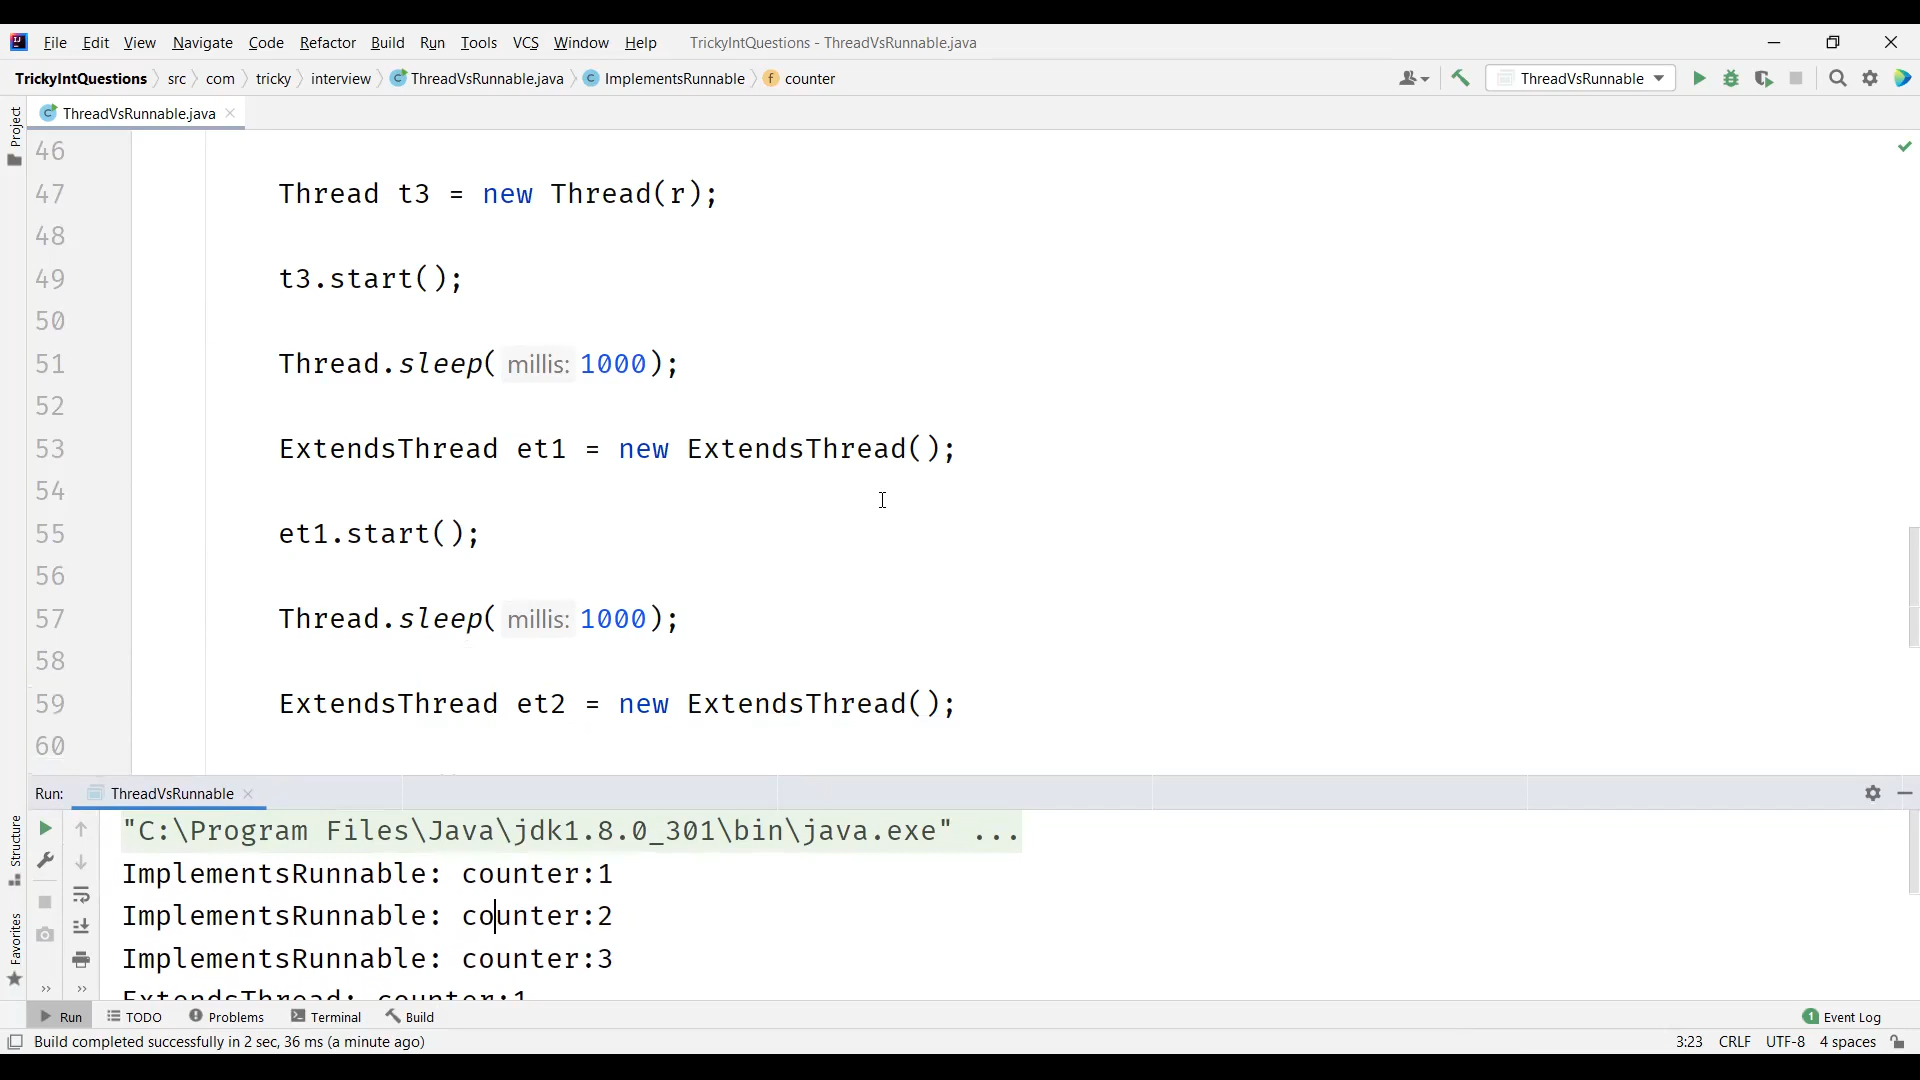 File Edit View Navigate Code Refactor Build Run Tools VCS Window Help TrickyIntQuestions - ThreadVsRunnable.java
TrickyIntQuestions src com tricky interview ThreadVsRunnable.java ImplementsRunnable counter ThreadVsRunnable
ThreadVsRunnable.java
Project
46
47 Thread t3 = new Thread(r);
48
49 t3.start();
50
51 Thread.sleep( millis: 1000);
52
53 ExtendsThread et1 = new ExtendsThread();
54
55 et1.start();
56
57 Thread.sleep( millis: 1000);
58
59 ExtendsThread et2 = new ExtendsThread();
60
Run: ThreadVsRunnable
"C:\Program Files\Java\jdk1.8.0_301\bin\java.exe" ...
ImplementsRunnable: counter:1
ImplementsRunnable: counter:2
ImplementsRunnable: counter:3
ExtendsThread: counter:1
Structure
Favorites
Run TODO Problems Terminal Build 1 Event Log
Build completed successfully in 2 sec, 36 ms (a minute ago) 3:23 CRLF UTF-8 4 spaces